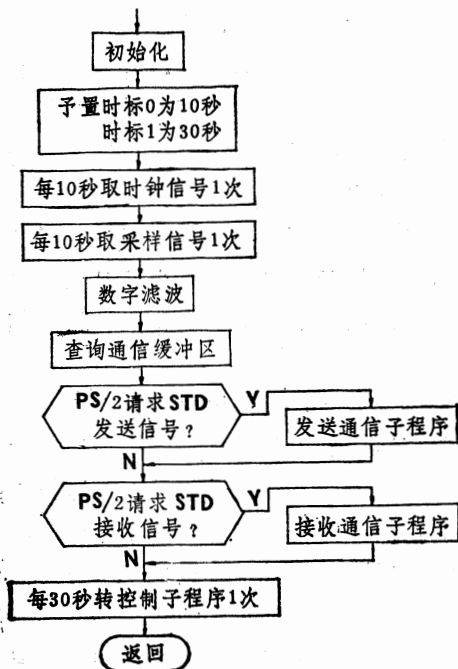 初始化
予置时标0为10秒
时标1为30秒
每10秒取时钟信号1次
每10秒取采样信号1次
数字滤波
查询通信缓冲区
PS/2请求STD
发送信号?
Y
发送通信子程序
N
PS/2请求STD
接收信号?
Y
接收通信子程序
N
每30秒转控制子程序1次
返回